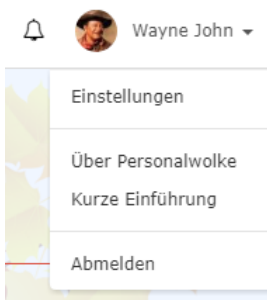 Wayne John
Einstellungen
Über Personalwolke
Kurze Einführung
Abmelden